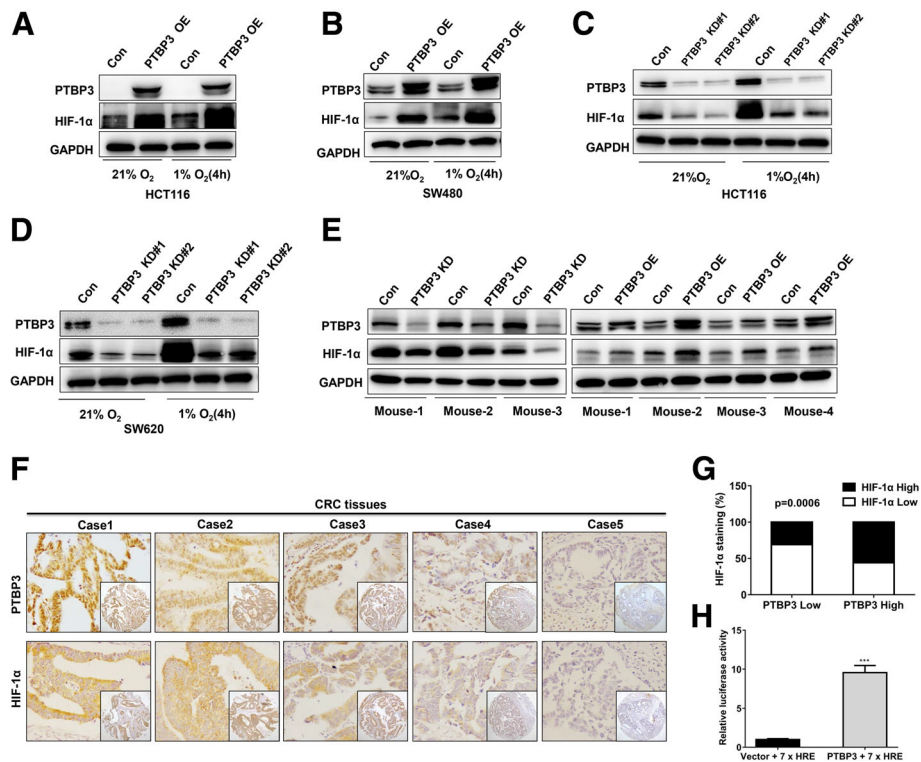 A
Con
PTBP3 OE
Con
PTBP3 OE
PTBP3
HIF-1α
GAPDH
21% O2
1% O2(4h)
HCT116
B
Con
PTBP3 OE
Con
PTBP3 OE
PTBP3
HIF-1α
GAPDH
21% O2
1% O2(4h)
SW480
C
Con
PTBP3 KD#1
PTBP3 KD#2
Con
PTBP3 KD#1
PTBP3 KD#2
PTBP3
HIF-1α
GAPDH
21%O2
1%O2(4h)
HCT116
D
Con
PTBP3 KD#1
PTBP3 KD#2
Con
PTBP3 KD#1
PTBP3 KD#2
PTBP3
HIF-1α
GAPDH
21% O2
1% O2(4h)
SW620
E
Con
PTBP3 KD
Con
PTBP3 KD
Con
PTBP3 KD
Con
PTBP3 OE
Con
PTBP3 OE
Con
PTBP3 OE
Con
PTBP3 OE
PTBP3
HIF-1α
GAPDH
Mouse-1
Mouse-2
Mouse-3
Mouse-1
Mouse-2
Mouse-3
Mouse-4
F
CRC tissues
Case1
Case2
Case3
Case4
Case5
PTBP3
HIF-1α
G
HIF-1α High
HIF-1α Low
HIF-1α staining (%)
150
100
50
0
p=0.0006
PTBP3 Low
PTBP3 High
H
Relative luciferase activity
15
10
5
0
***
Vector + 7 x HRE
PTBP3 + 7 x HRE